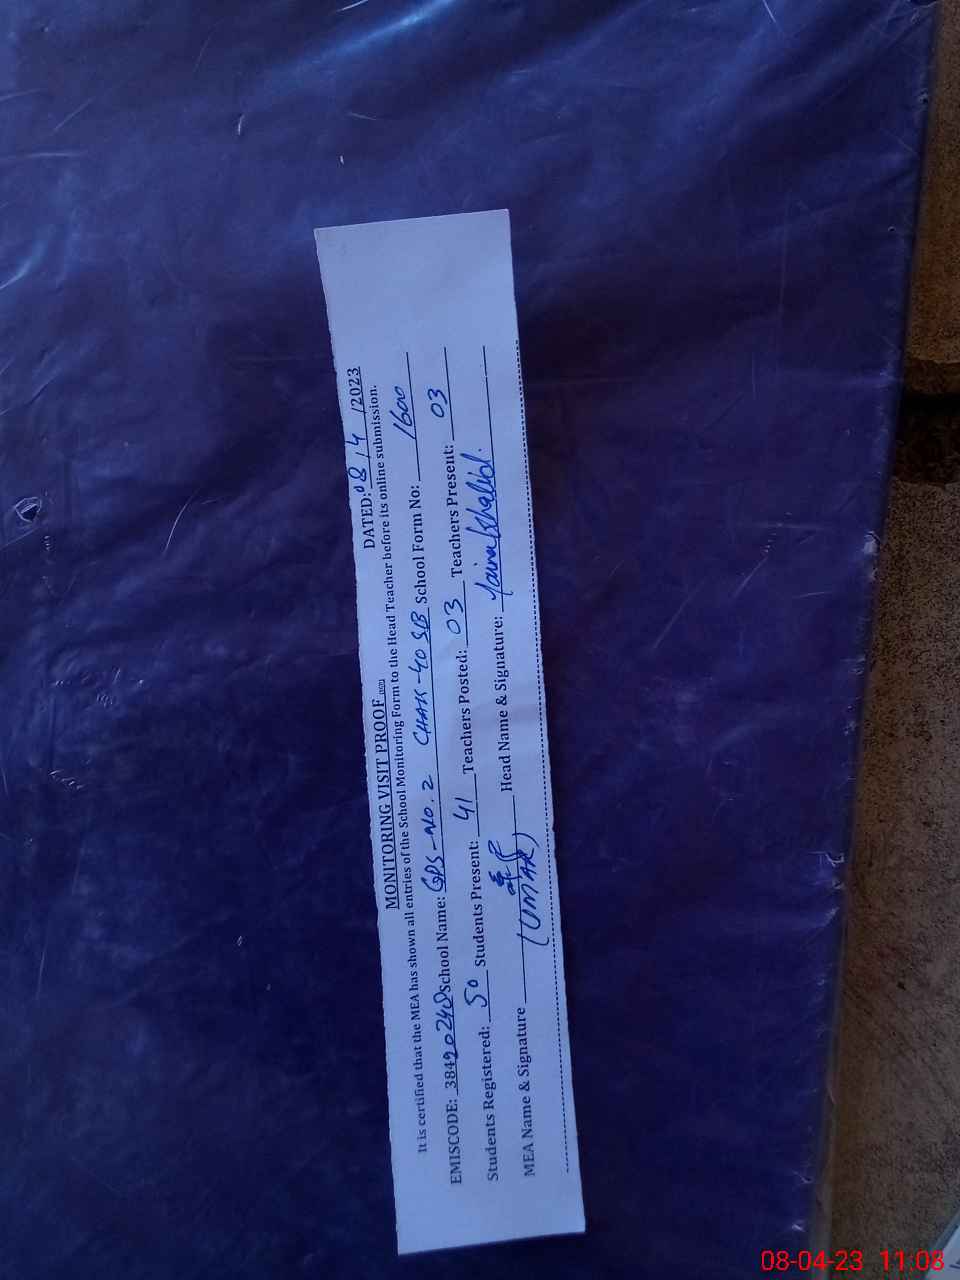 MONITORING VISIT PROOF DATED: 08 / 4 /2023
It is certified that the MEA has shown all entries of the School Monitoring Form to the Head Teacher before its online submission.
EMISCODE: 38420240 School Name: GPS-NO. 2 CHAK-40 SB School Form No: 1600
Students Registered: 50 Students Present: 41 Teachers Posted: 03 Teachers Present: 03
MEA Name & Signature (UMAR) Head Name & Signature: Khalid
08-04-23 11:03